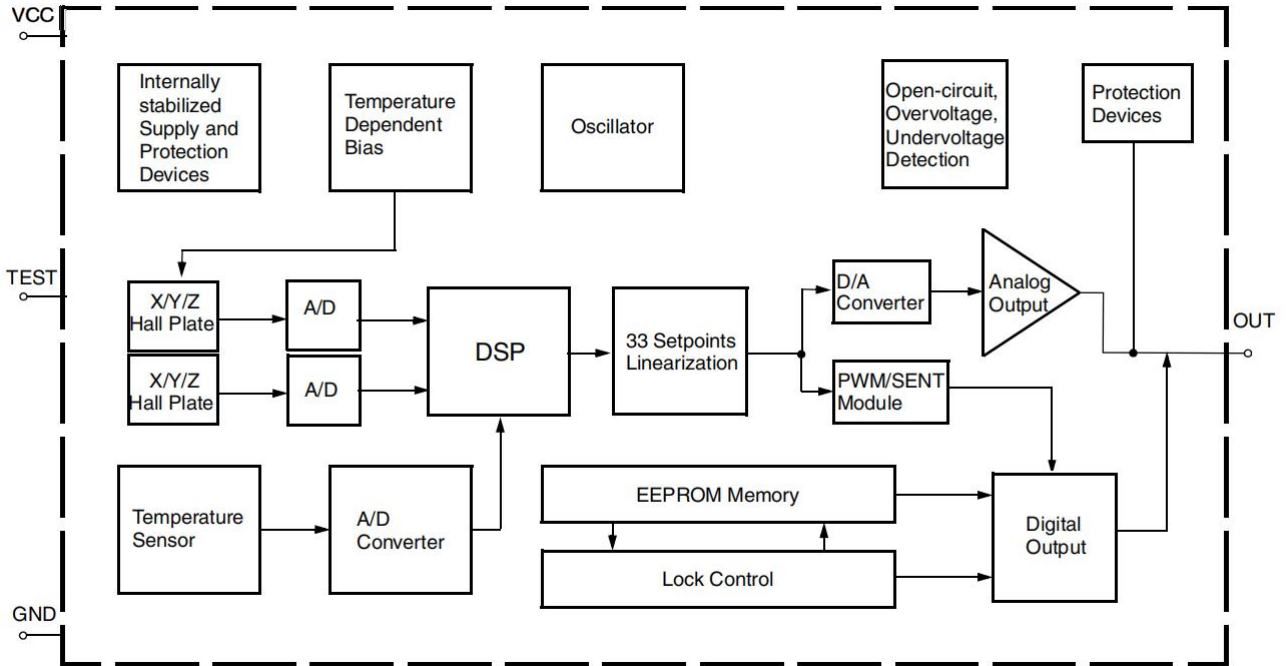 VCC
Internally
stabilized
Supply and
Protection
Devices
Temperature
Dependent
Bias
Oscillator
Open-circuit,
Overvoltage,
Undervoltage
Detection
Protection
Devices
TEST
X/Y/Z
Hall Plate
A/D
X/Y/Z
Hall Plate
A/D
DSP
33 Setpoints
Linearization
D/A
Converter
Analog
Output
OUT
PWM/SENT
Module
Temperature
Sensor
A/D
Converter
EEPROM Memory
Lock Control
Digital
Output
GND